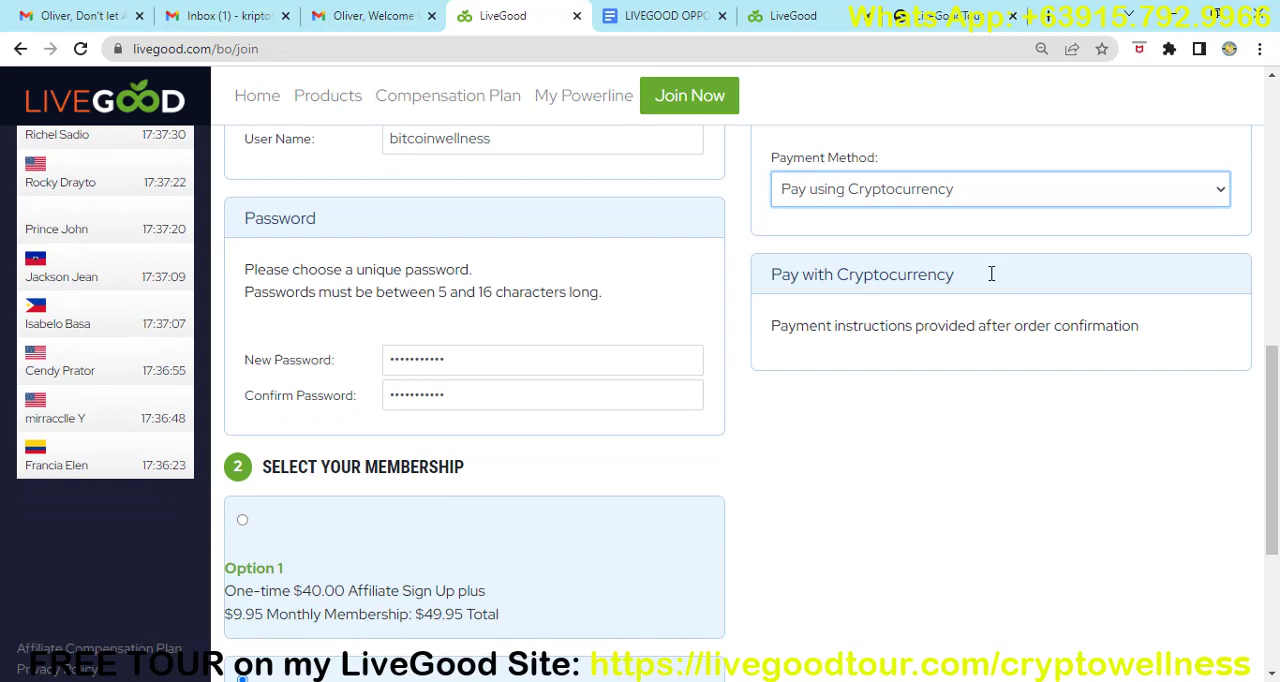 Oliver, Don't let A
Inbox (1) - kripto
Oliver, Welcome
LiveGood
LIVEGOOD OPPO
LiveGood
LiveGood Tour
Whats App: +63915.792.9966
livegood.com/bo/join
LIVEGOOD
Home Products Compensation Plan My Powerline Join Now
Richel Sadio 17:37:30
Rocky Drayto 17:37:22
Prince John 17:37:20
Jackson Jean 17:37:09
Isabelo Basa 17:37:07
Cendy Prator 17:36:55
mirracclle Y 17:36:48
Francia Elen 17:36:23
Affiliate Compensation Plan
Privacy Policy
User Name: bitcoinwellness
Password
Please choose a unique password.
Passwords must be between 5 and 16 characters long.
New Password: •••••••••••
Confirm Password: •••••••••••
2 SELECT YOUR MEMBERSHIP
Option 1
One-time $40.00 Affiliate Sign Up plus
$9.95 Monthly Membership: $49.95 Total
Payment Method:
Pay using Cryptocurrency
Pay with Cryptocurrency
Payment instructions provided after order confirmation
FREE TOUR on my LiveGood Site: https://livegoodtour.com/cryptowellness